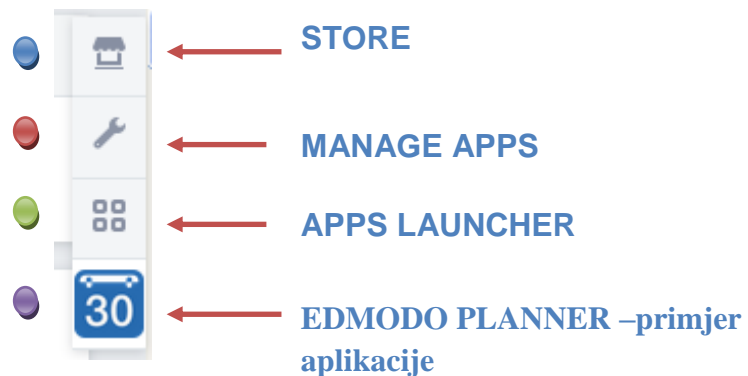 STORE
MANAGE APPS
APPS LAUNCHER
30
EDMODO PLANNER –primjer
aplikacije